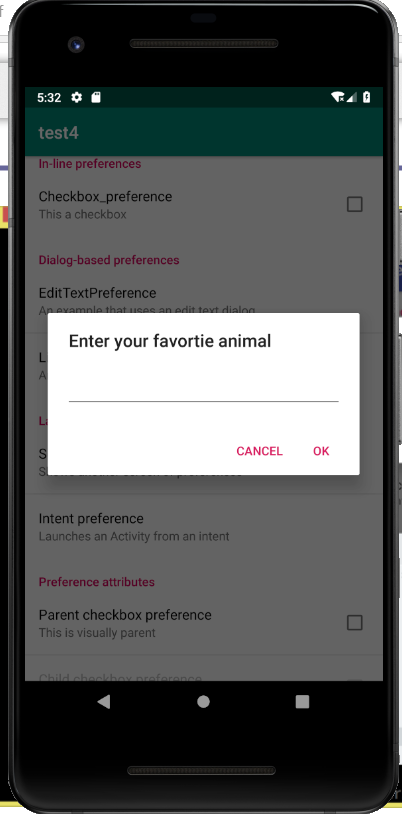 5:32
test4
In-line preferences
Checkbox_preference
This a checkbox
Dialog-based preferences
EditTextPreference
An example that uses an edit text dialog
Enter your favortie animal
CANCEL
OK
Intent preference
Launches an Activity from an intent
Preference attributes
Parent checkbox preference
This is visually parent
Child checkbox preference